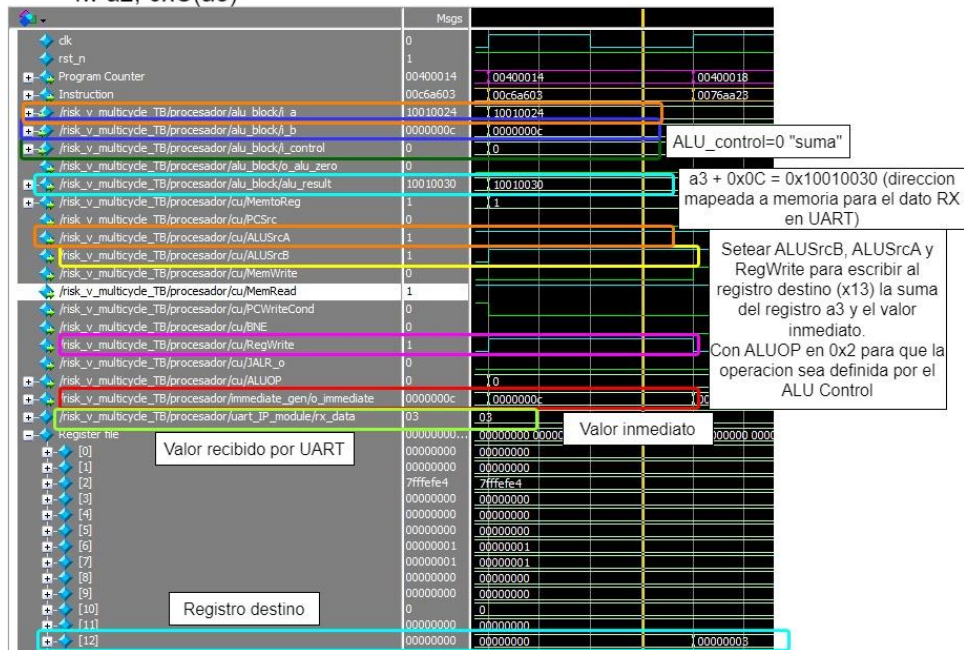 Msgs
clk 0
rst_n 1
Program Counter 00400014 00400014 00400018
Instruction 00c6a603 00c6a603 0076aa23
/risk_v_multicycle_TB/procesador/alu_block/i_a 10010024 10010024
/risk_v_multicycle_TB/procesador/alu_block/i_b 0000000c 0000000c
/risk_v_multicycle_TB/procesador/alu_block/i_control 0 0
ALU_control=0 "suma"
/risk_v_multicycle_TB/procesador/alu_block/o_alu_zero 0
/risk_v_multicycle_TB/procesador/alu_block/alu_result 10010030 10010030
/risk_v_multicycle_TB/procesador/cu/MemtoReg 1 1
a3 + 0x0C = 0x10010030 (direccion
mapeada a memoria para el dato RX
en UART)
/risk_v_multicycle_TB/procesador/cu/PCSrc 0
/risk_v_multicycle_TB/procesador/cu/ALUSrcA 1
/risk_v_multicycle_TB/procesador/cu/ALUSrcB 1
/risk_v_multicycle_TB/procesador/cu/MemWrite 0
/risk_v_multicycle_TB/procesador/cu/MemRead 1
/risk_v_multicycle_TB/procesador/cu/PCWriteCond 0
/risk_v_multicycle_TB/procesador/cu/BNE 0
/risk_v_multicycle_TB/procesador/cu/RegWrite 1
/risk_v_multicycle_TB/procesador/cu/JALR_o 0
/risk_v_multicycle_TB/procesador/cu/ALUOP 0 0
Setear ALUSrcB, ALUSrcA y
RegWrite para escribir al
registro destino (x13) la suma
del registro a3 y el valor
inmediato.
Con ALUOP en 0x2 para que la
operacion sea definida por el
ALU Control
/risk_v_multicycle_TB/procesador/immediate_gen/o_immediate 0000000c 0000000c
/risk_v_multicycle_TB/procesador/uart_IP_module/rx_data 03 03
Valor inmediato
Register file 00000000... 00000000
Valor recibido por UART
[0] 00000000 00000000
[1] 00000000 00000000
[2] 7fffefe4 7fffefe4
[3] 00000000 00000000
[4] 00000000 00000000
[5] 00000000 00000000
[6] 00000001 00000001
[7] 00000001 00000001
[8] 00000000 00000000
[9] 00000000 00000000
[10] 0 0
Registro destino
[11] 00000000 00000000
[12] 00000000 00000000 00000003